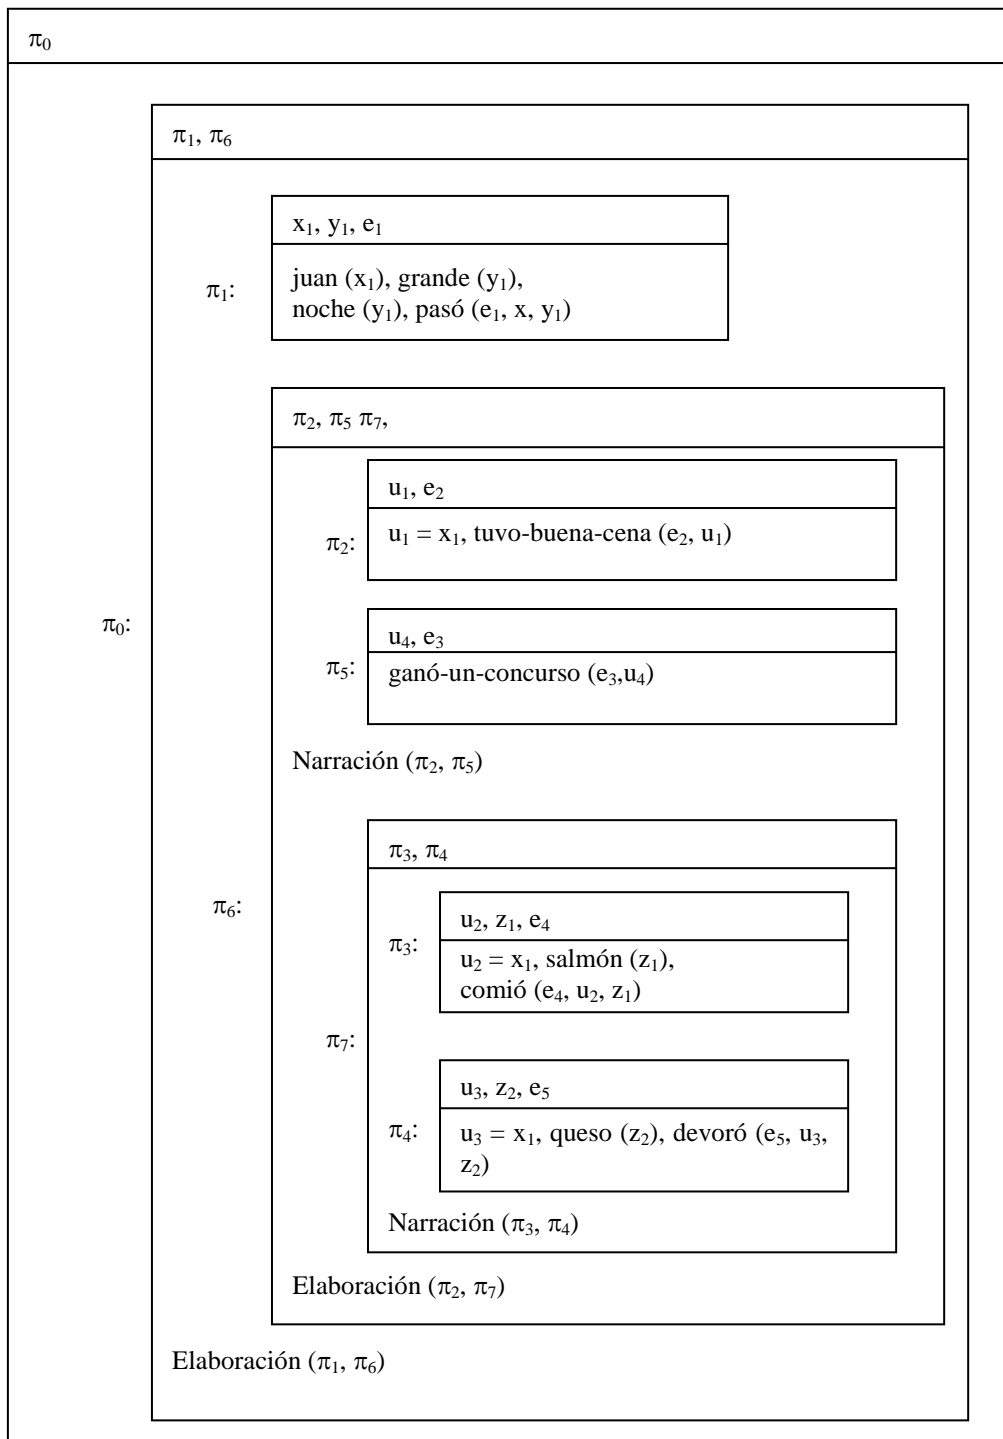 π₀
π₁, π₆
x₁, y₁, e₁
π₁:
juan (x₁), grande (y₁),
noche (y₁), pasó (e₁, x, y₁)
π₂, π₅ π₇,
u₁, e₂
π₂:
u₁ = x₁, tuvo-buena-cena (e₂, u₁)
π₀:
u₄, e₃
π₅:
ganó-un-concurso (e₃,u₄)
Narración (π₂, π₅)
π₃, π₄
π₆:
u₂, z₁, e₄
π₃:
u₂ = x₁, salmón (z₁),
comió (e₄, u₂, z₁)
π₇:
u₃, z₂, e₅
π₄:
u₃ = x₁, queso (z₂), devoró (e₅, u₃,
z₂)
Narración (π₃, π₄)
Elaboración (π₂, π₇)
Elaboración (π₁, π₆)